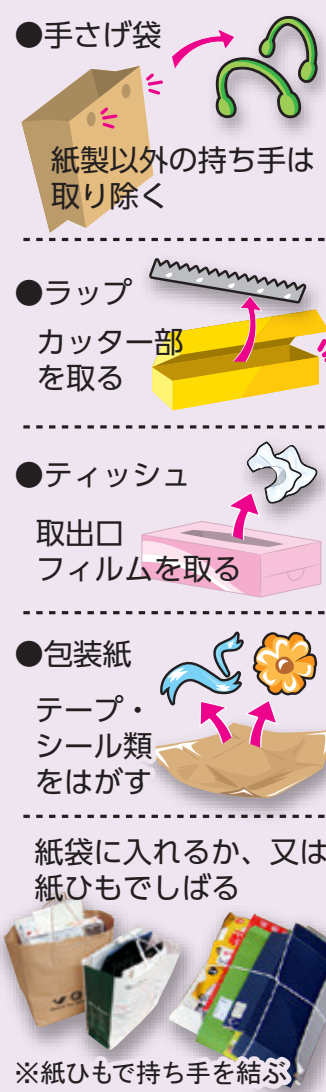 ●手さげ袋
紙製以外の持ち手は
取り除く
●ラップ
カッター部
を取る
●ティッシュ
取出口
フィルムを取る
●包装紙
テープ・
シール類
をはがす
紙袋に入れるか、又は
紙ひもでしばる
※紙ひもで持ち手を結ぶ